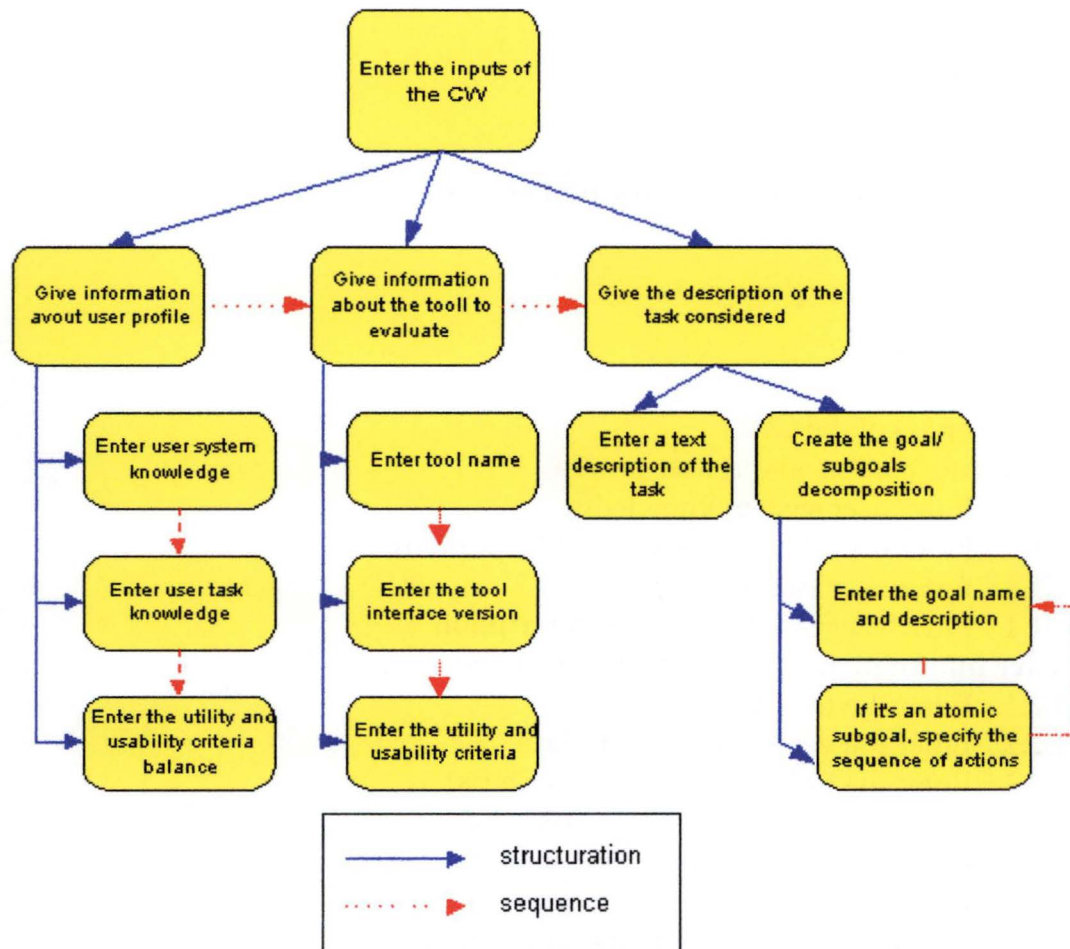 Enter the inputs of
the CW
Give information
avout user profile
Give information
about the tooll to
evaluate
Give the description of the
task considered
Enter user system
knowledge
Enter tool name
Enter a text
description of the
task
Create the goal/
subgoals
decomposition
Enter user task
knowledge
Enter the tool
interface version
Enter the goal name
and description
Enter the utility and
usability criteria
balance
Enter the utility and
usability criteria
If it's an atomic
subgoal, specify the
sequence of actions
structuration
sequence